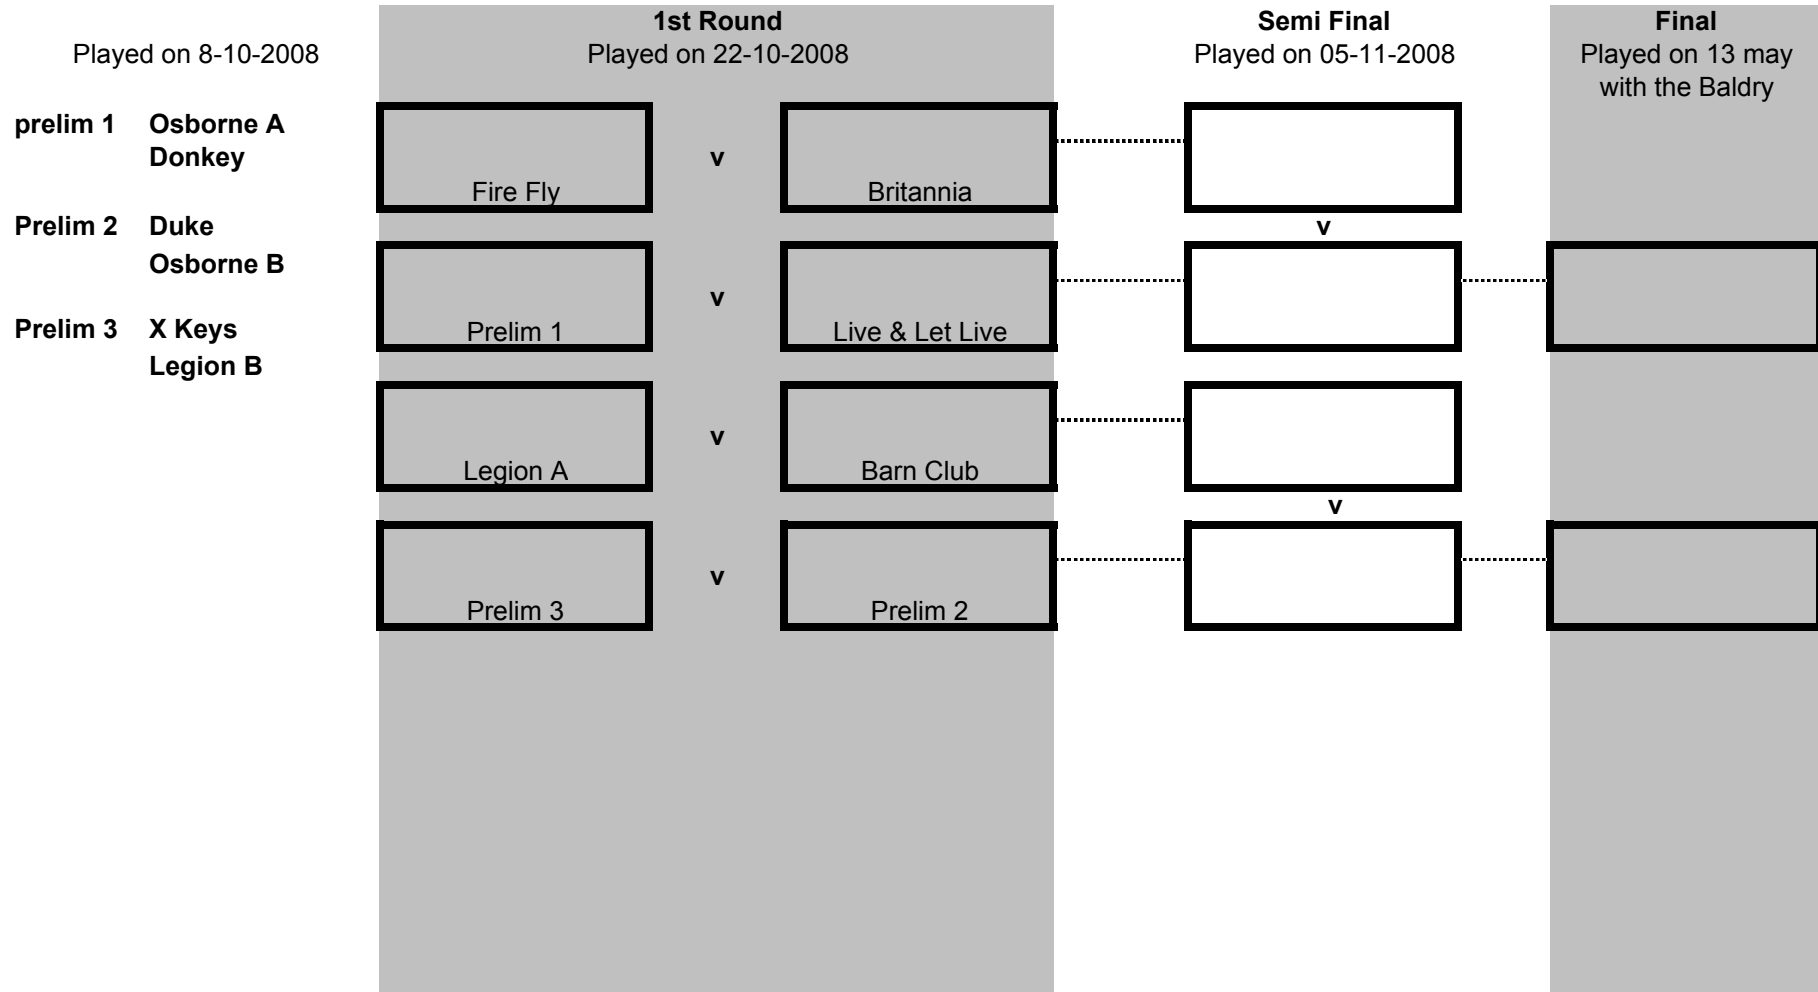 1st Round
Semi Final
Final
Played on 8-10-2008
Played on 22-10-2008
Played on 05-11-2008
Played on 13 may
with the Baldry
prelim 1 Osborne A
Donkey
v
Fire Fly
Britannia
Prelim 2 Duke
v
Osborne B
v
Prelim 3 X Keys
Prelim 1
Live & Let Live
Legion B
v
Legion A
Barn Club
v
v
Prelim 3
Prelim 2